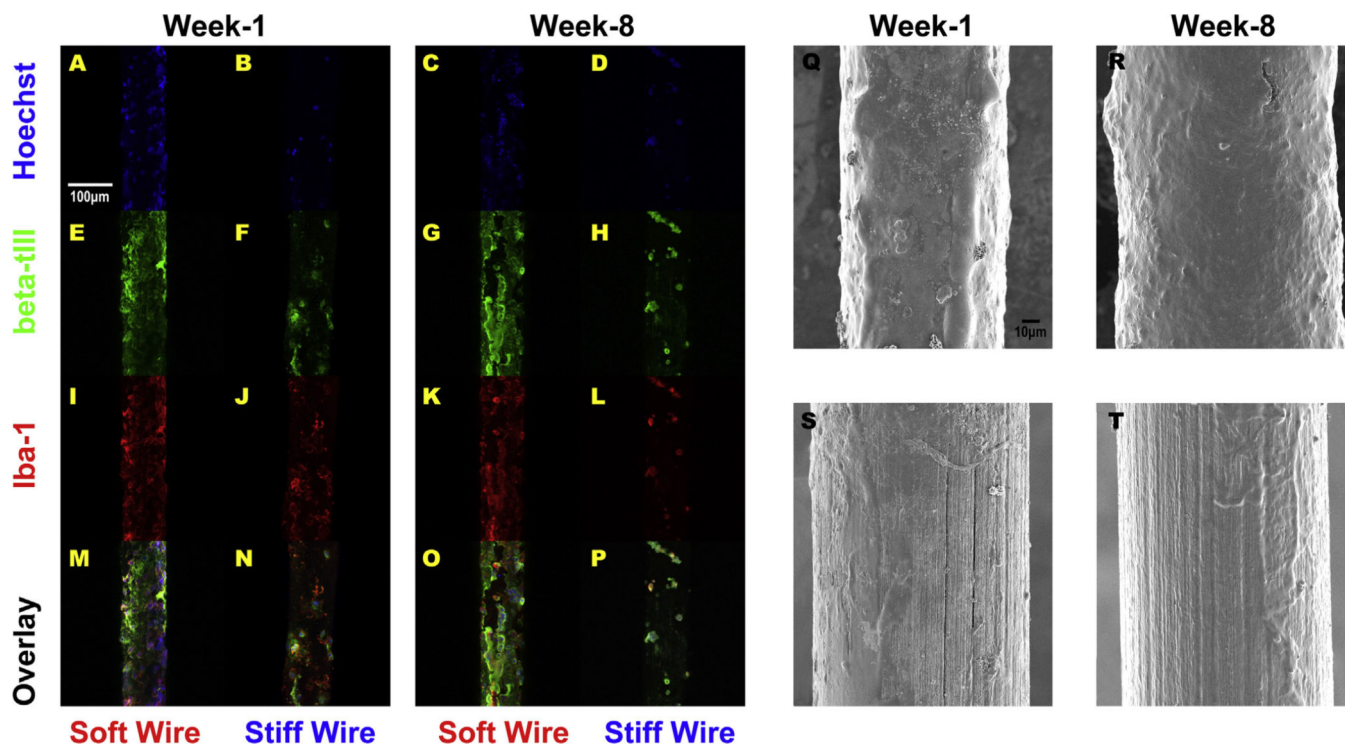 Week-1
Week-8
Week-1
Week-8
Hoechst
A
B
C
D
Q
R
100μm
beta-tIII
E
F
G
H
10μm
Iba-1
I
J
K
L
S
T
Overlay
M
N
O
P
Soft Wire
Stiff Wire
Soft Wire
Stiff Wire